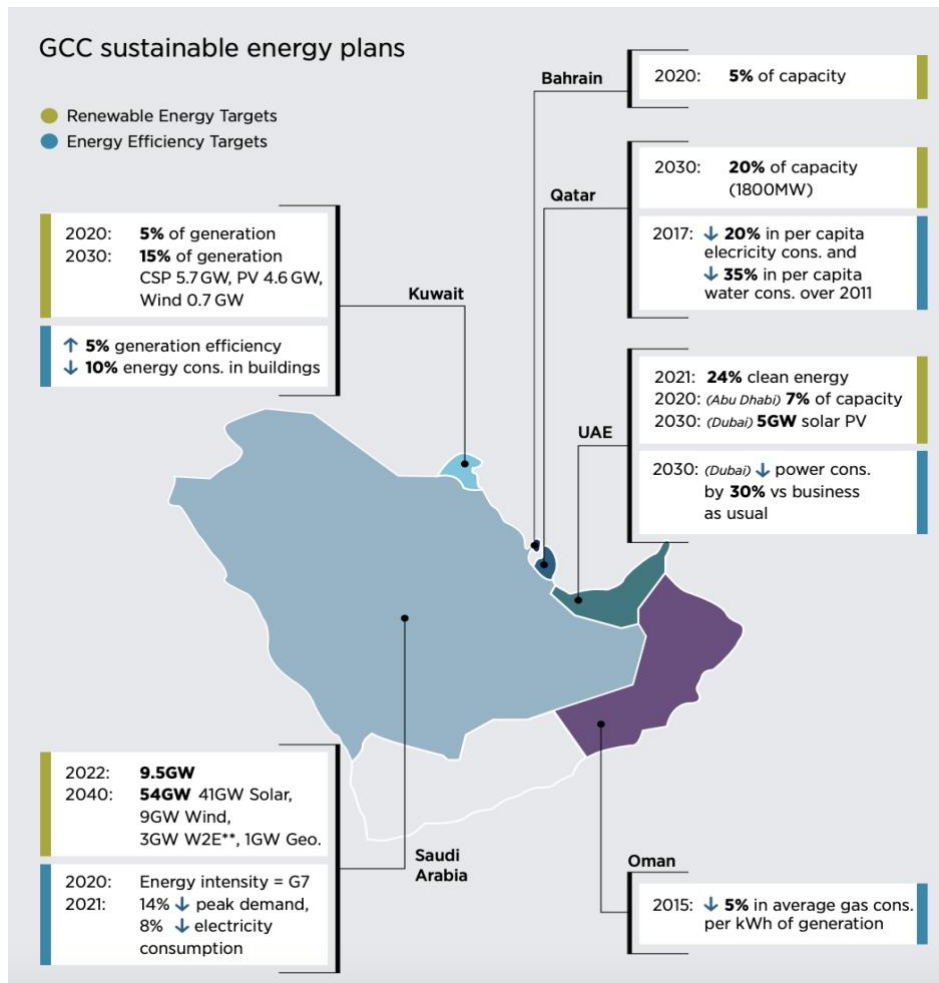 GCC sustainable energy plans
Renewable Energy Targets
Energy Efficiency Targets
Bahrain
2020: 5% of capacity
Qatar
2030: 20% of capacity
(1800MW)
2017: ↓ 20% in per capita
elecricity cons. and
↓ 35% in per capita
water cons. over 2011
Kuwait
2020: 5% of generation
2030: 15% of generation
CSP 5.7 GW, PV 4.6 GW,
Wind 0.7 GW
↑ 5% generation efficiency
↓ 10% energy cons. in buildings
UAE
2021: 24% clean energy
2020: (Abu Dhabi) 7% of capacity
2030: (Dubai) 5GW solar PV
2030: (Dubai) ↓ power cons.
by 30% vs business
as usual
Saudi
Arabia
2022: 9.5GW
2040: 54GW 41GW Solar,
9GW Wind,
3GW W2E**, 1GW Geo.
2020: Energy intensity = G7
2021: 14% ↓ peak demand,
8% ↓ electricity
consumption
Oman
2015: ↓ 5% in average gas cons.
per kWh of generation